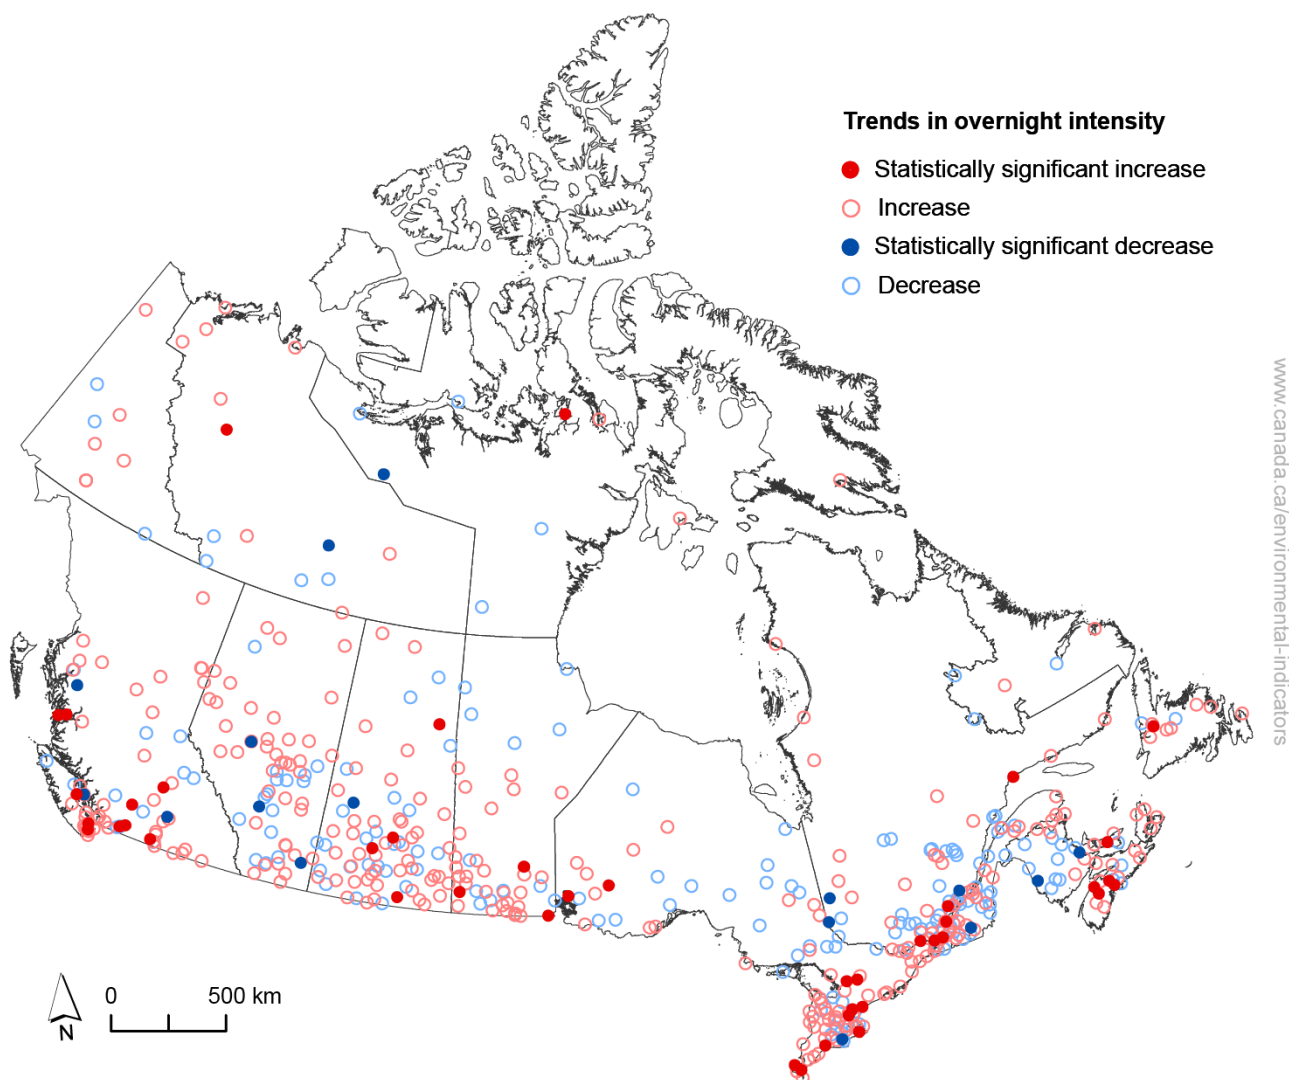 Trends in overnight intensity
Statistically significant increase
Increase
Statistically significant decrease
Decrease
www.canada.ca/environmental-indicators
0 500 km
N